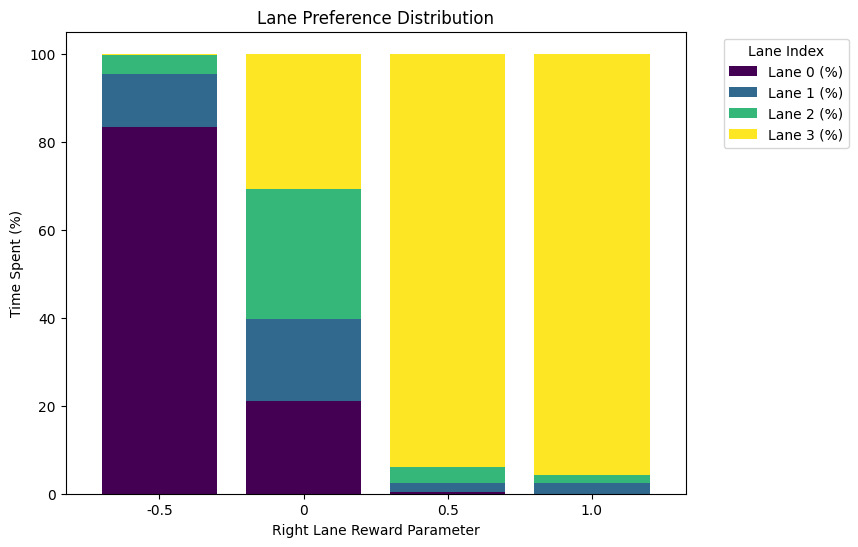 Lane Preference Distribution
Time Spent (%)
100
80
60
40
20
0
-0.5 0 0.5 1.0
Right Lane Reward Parameter
Lane Index
Lane 0 (%)
Lane 1 (%)
Lane 2 (%)
Lane 3 (%)